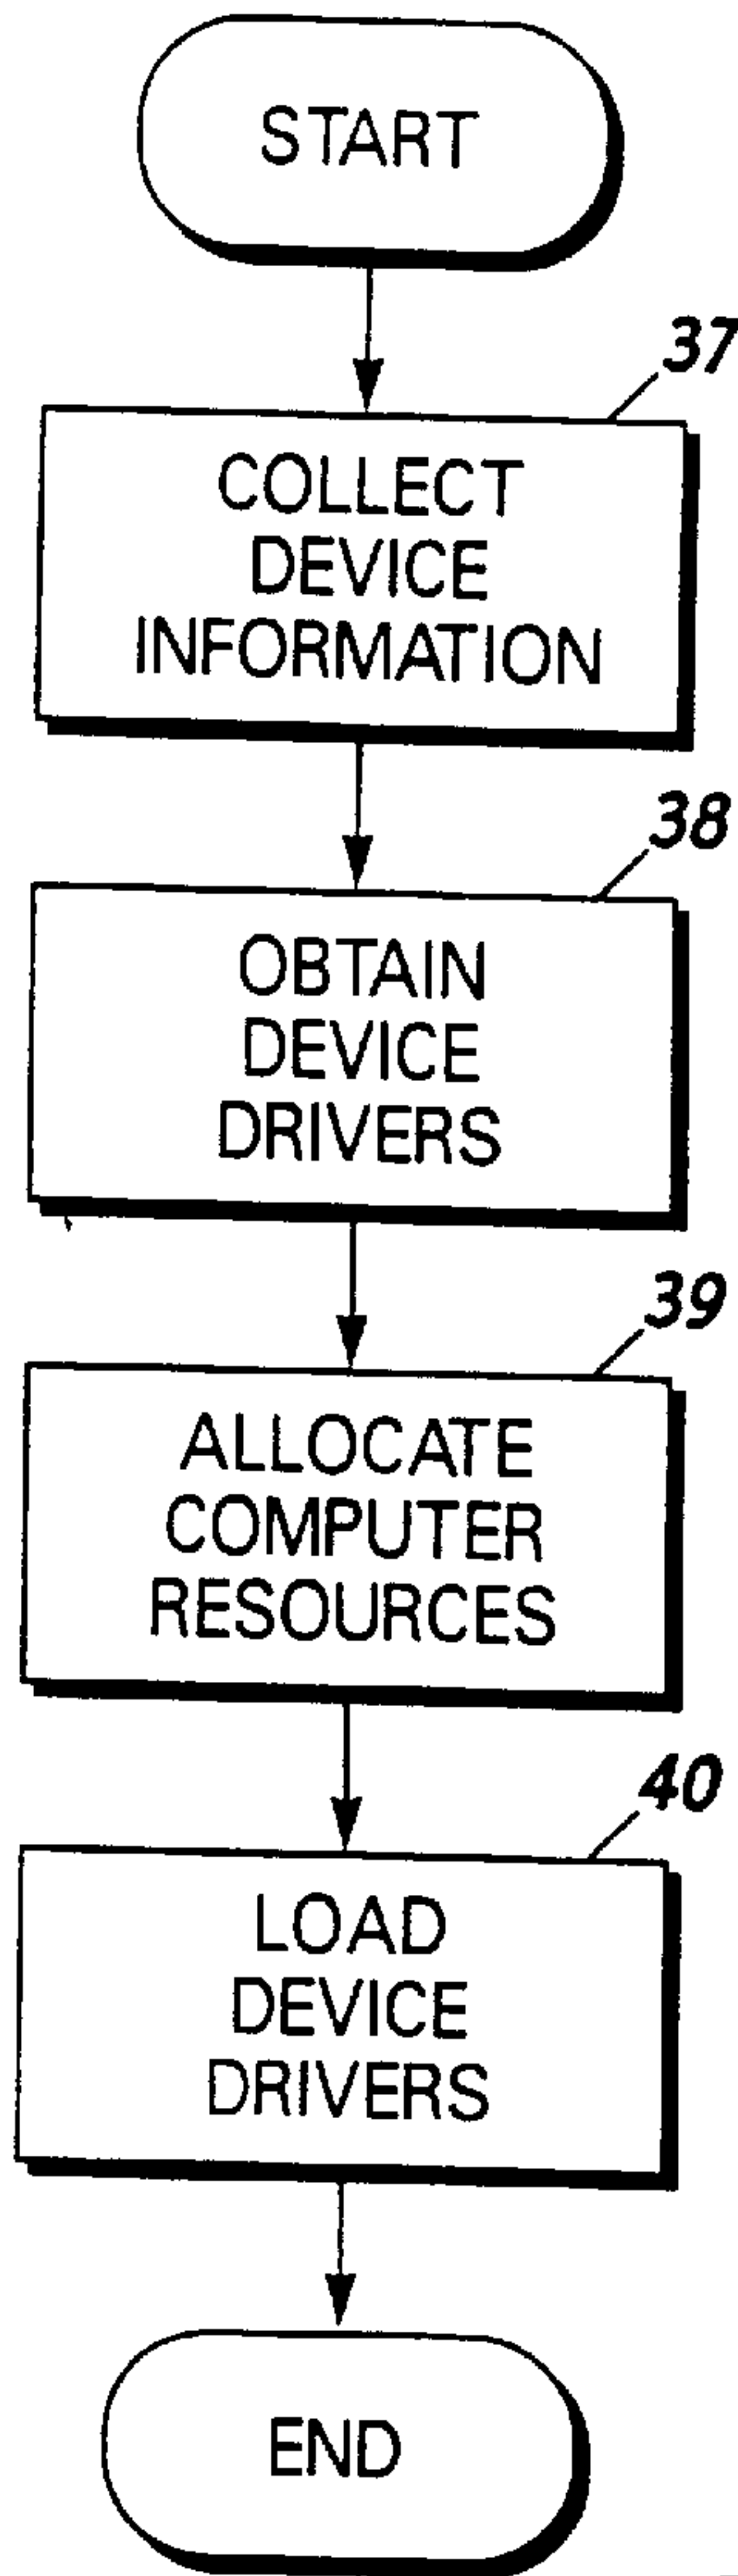 START
37
COLLECT
DEVICE
INFORMATION
38
OBTAIN
DEVICE
DRIVERS
39
ALLOCATE
COMPUTER
RESOURCES
40
LOAD
DEVICE
DRIVERS
END